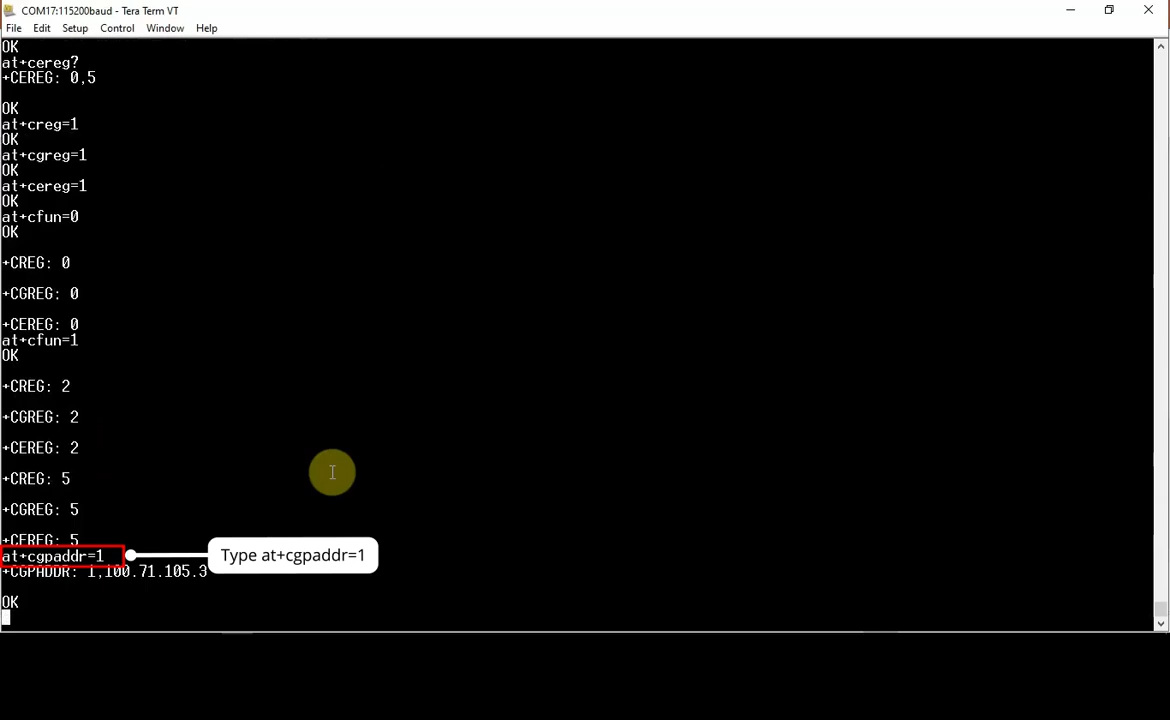 COM17:115200baud - Tera Term VT
File Edit Setup Control Window Help
OK
at+cereg?
+CEREG: 0,5
OK
at+creg=1
OK
at+cgreg=1
OK
at+cereg=1
OK
at+cfun=0
OK
+CREG: 0
+CGREG: 0
+CEREG: 0
at+cfun=1
OK
+CREG: 2
+CGREG: 2
+CEREG: 2
+CREG: 5
+CGREG: 5
+CEREG: 5
at+cgpaddr=1
Type at+cgpaddr=1
+CGPADDR: 1,100.71.105.3
OK